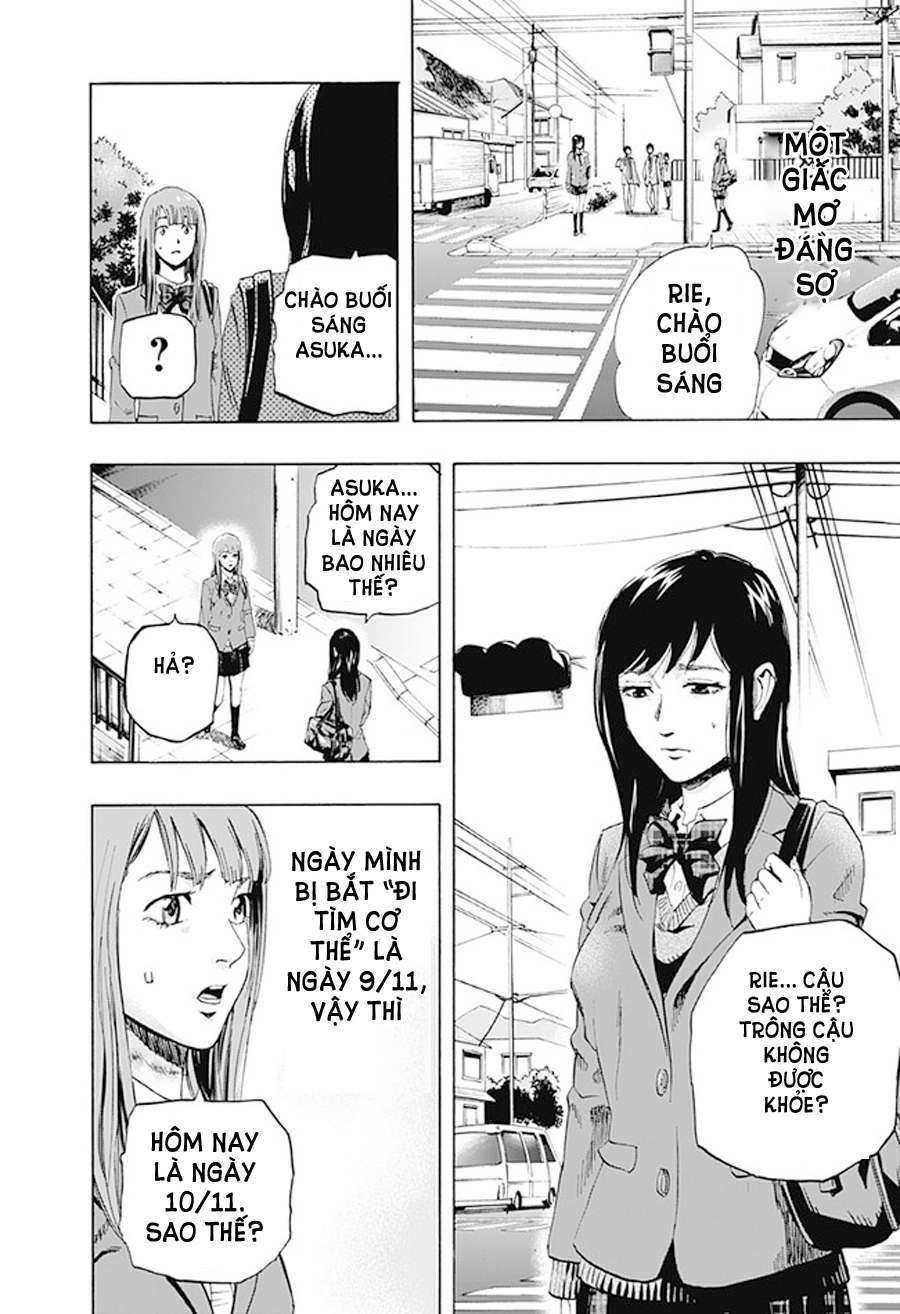 MỘT
GIẤC
MƠ
ĐÁNG
SỢ
RIE,
CHÀO
BUỔI
SÁNG
CHÀO BUỔI
SÁNG
ASUKA...
?
RIE... CẬU
SAO THẾ?
TRÔNG CẬU
KHÔNG
ĐƯỢC
KHỎE?
ASUKA...
HÔM NAY
LÀ NGÀY
BAO NHIÊU
THẾ?
HẢ?
NGÀY MÌNH
BỊ BẮT “ĐI
TÌM CƠ
THỂ” LÀ
NGÀY 9/11,
VẬY THÌ
HÔM NAY
LÀ NGÀY
10/11.
SAO THẾ?